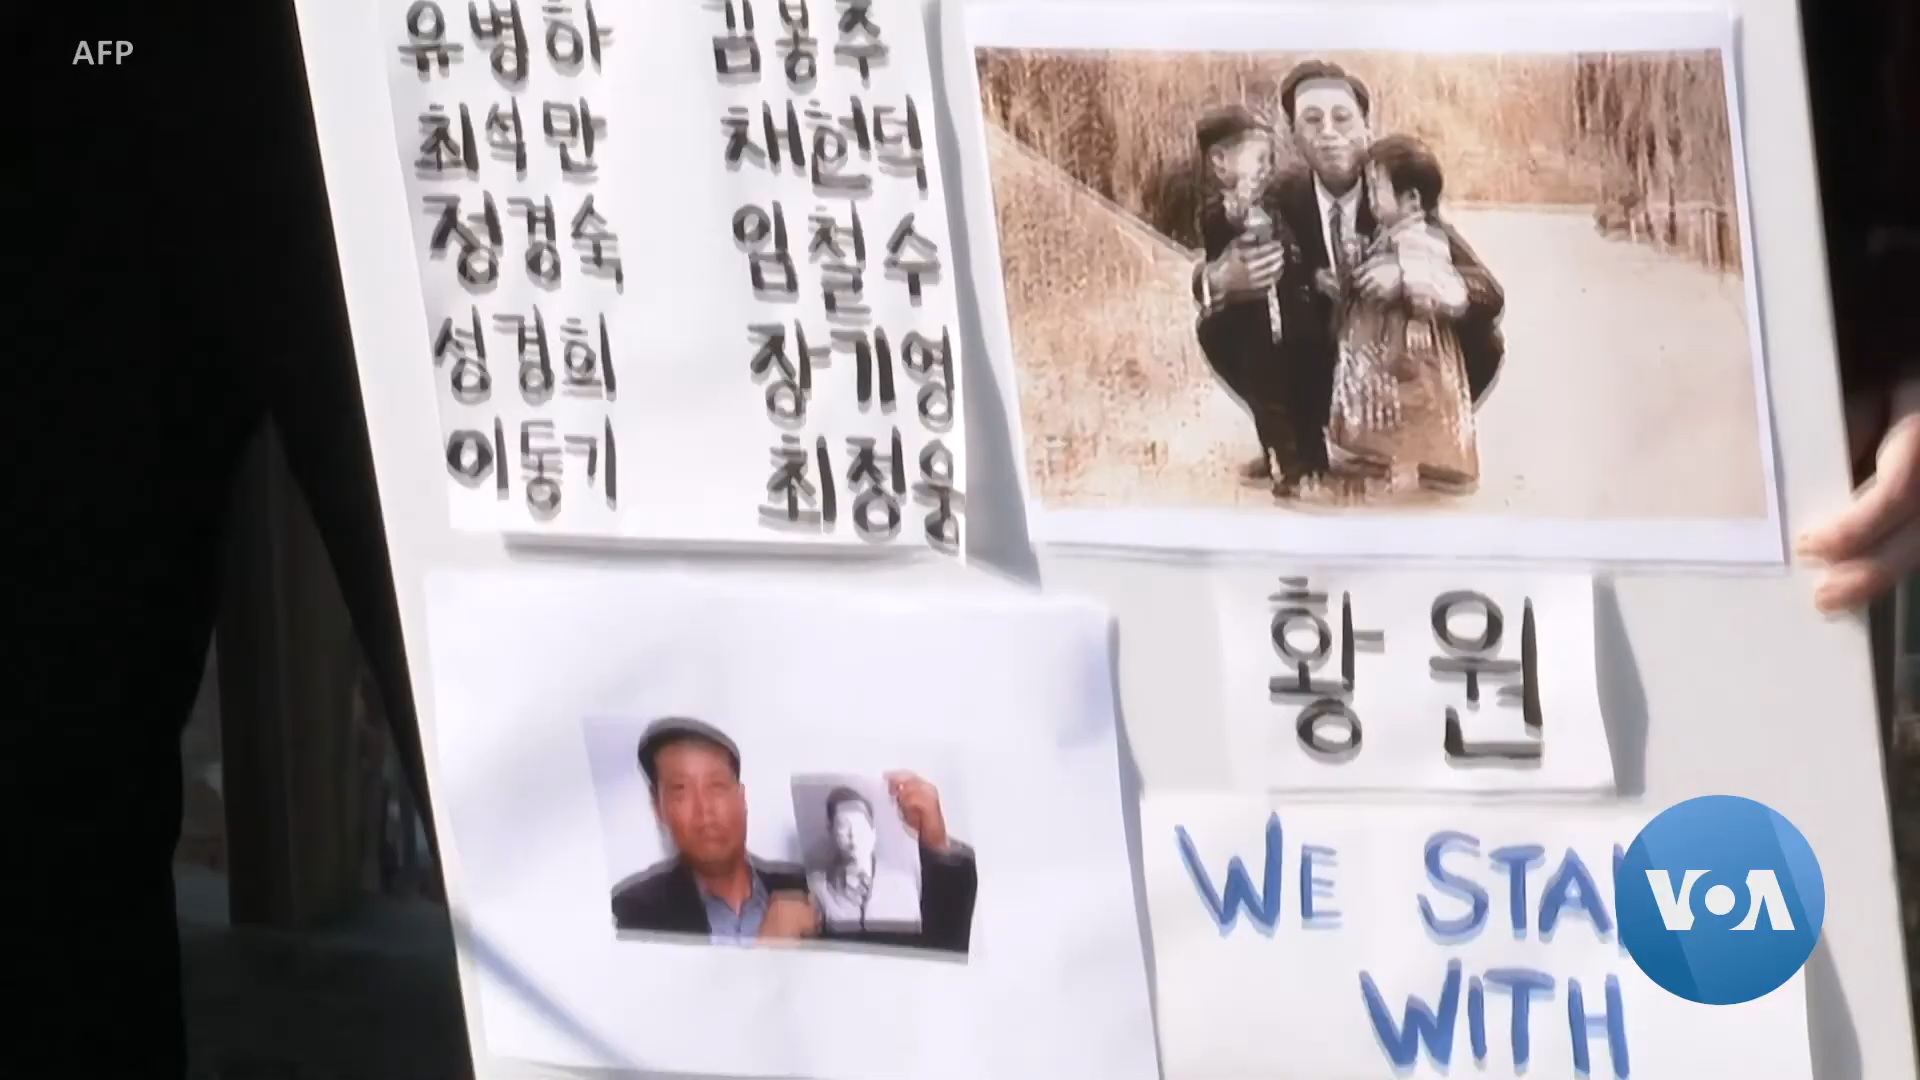 AFP
유병하 김봉주
최석만 채헌덕
정경숙 임철수
성경희 장기영
이동기 최정웅
황원
WE STAN
WITH
VOA